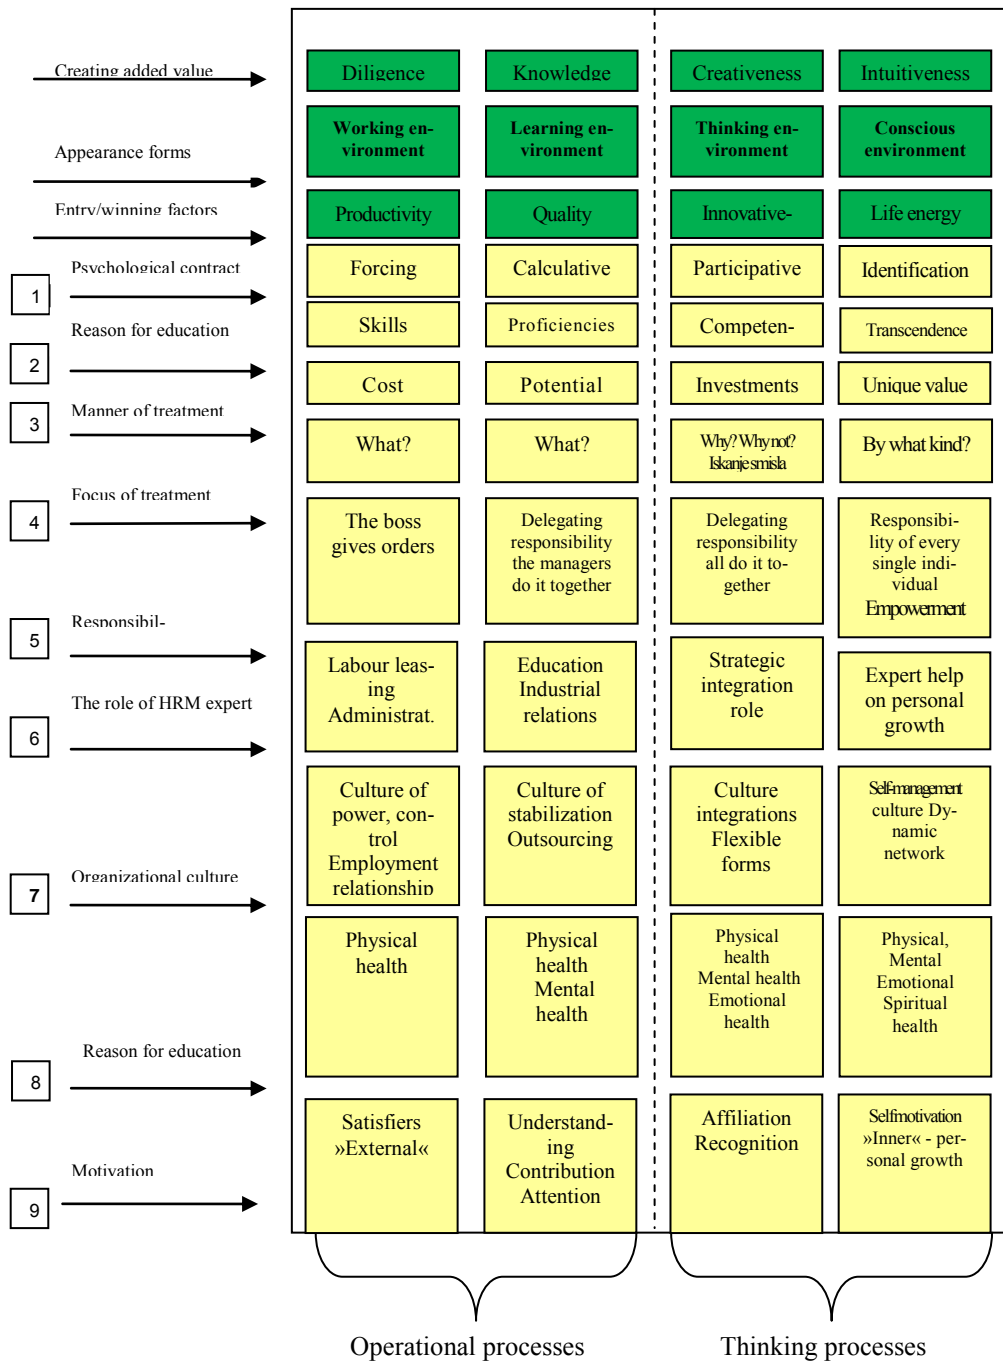 Creating added value
Diligence
Knowledge
Creativeness
Intuitiveness
Appearance forms
Working en-
vironment
Learning en-
vironment
Thinking en-
vironment
Conscious
environment
Entry/winning factors
Productivity
Quality
Innovative-
Life energy
1
Psychological contract
Forcing
Calculative
Participative
Identification
2
Reason for education
Skills
Proficiencies
Competen-
Transcendence
3
Manner of treatment
Cost
Potential
Investments
Unique value
4
Focus of treatment
What?
What?
Why? Why not?
Iskanje smisla
By what kind?
5
Responsibil-
The boss
gives orders
Delegating
responsibility
the managers
do it together
Delegating
responsibility
all do it to-
gether
Responsibi-
lity of every
single indi-
vidual
Empowerment
6
The role of HRM expert
Labour leas-
ing
Administrat.
Education
Industrial
relations
Strategic
integration
role
Expert help
on personal
growth
7
Organizational culture
Culture of
power, con-
trol
Employment
relationship
Culture of
stabilization
Outsourcing
Culture
integrations
Flexible
forms
Self-management
culture Dy-
namic
network
8
Reason for education
Physical
health
Physical
health
Mental
health
Physical
health
Mental health
Emotional
health
Physical,
Mental
Emotional
Spiritual
health
9
Motivation
Satisfiers
»External«
Understand-
ing
Contribution
Attention
Affiliation
Recognition
Selfmotivation
»Inner« - per-
sonal growth
Operational processes
Thinking processes